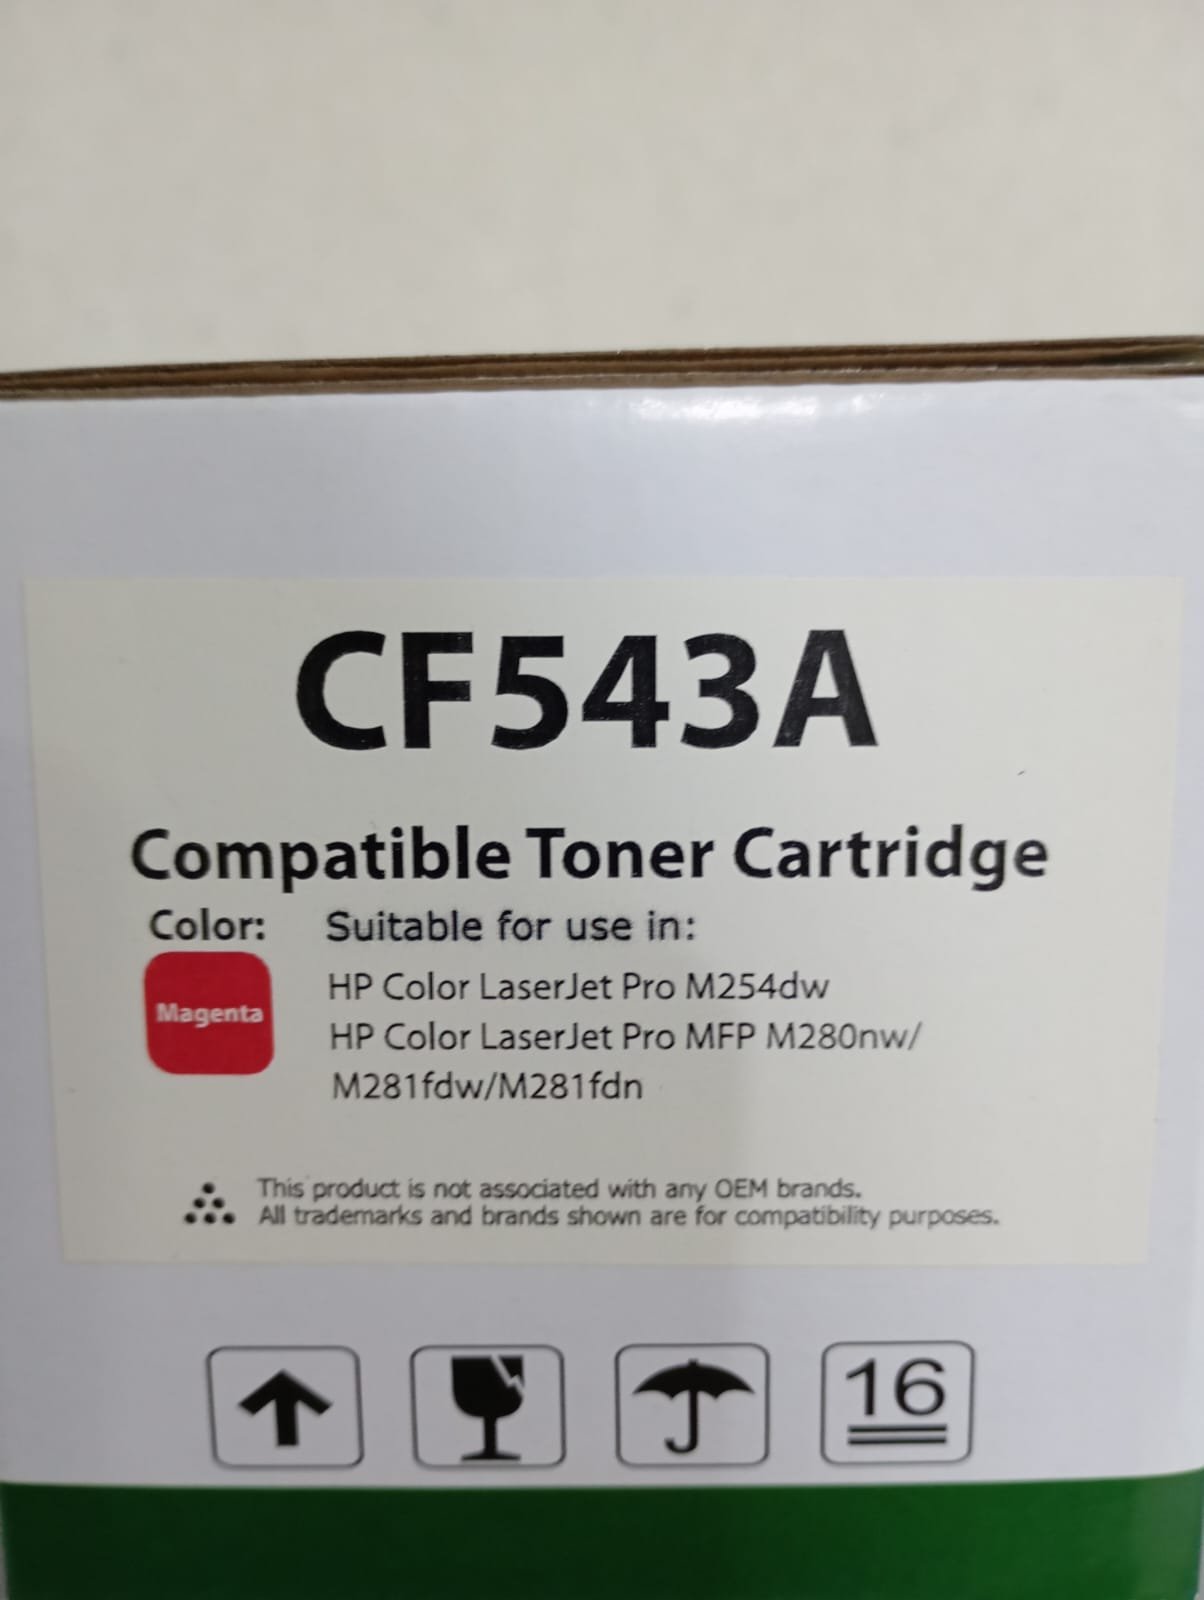 CF543A
Compatible Toner Cartridge
Color: Suitable for use in:
Magenta
HP Color LaserJet Pro M254dw
HP Color LaserJet Pro MFP M280nw/
M281fdw/M281fdn
This product is not associated with any OEM brands.
All trademarks and brands shown are for compatibility purposes.
16